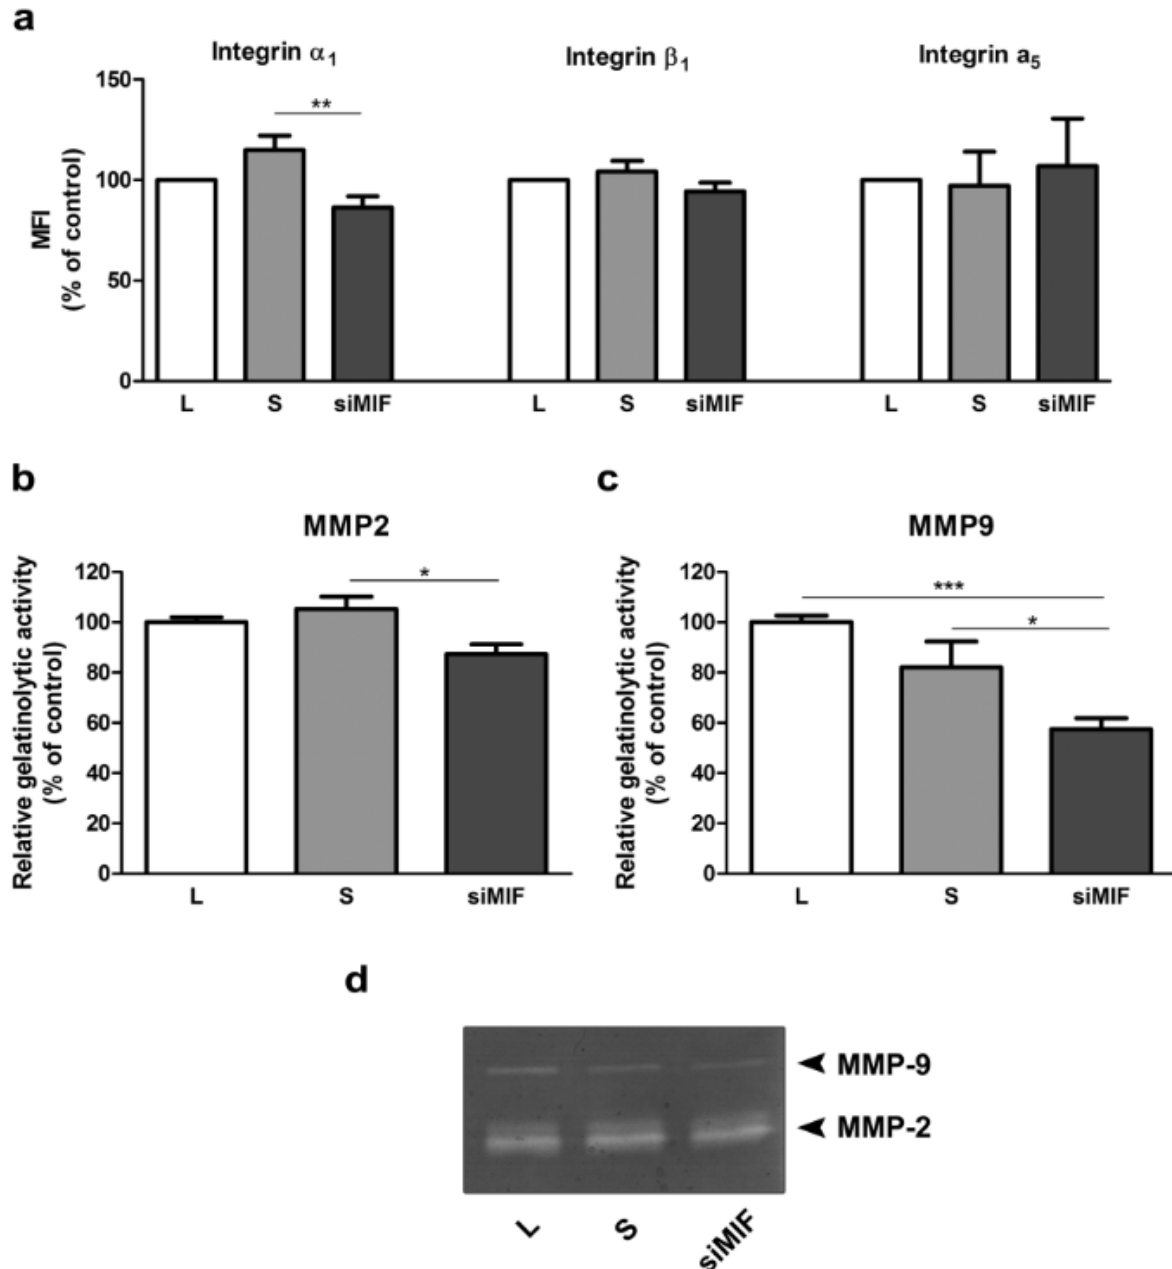 a
Integrin α1
Integrin β1
Integrin a5
MFI
(% of control)
150
100
50
0
**
L S siMIF
L S siMIF
L S siMIF
b
MMP2
Relative gelatinolytic activity
(% of control)
120
100
80
60
40
20
0
*
L S siMIF
c
MMP9
Relative gelatinolytic activity
(% of control)
120
100
80
60
40
20
0
***
*
L S siMIF
d
MMP-9
MMP-2
L S siMIF